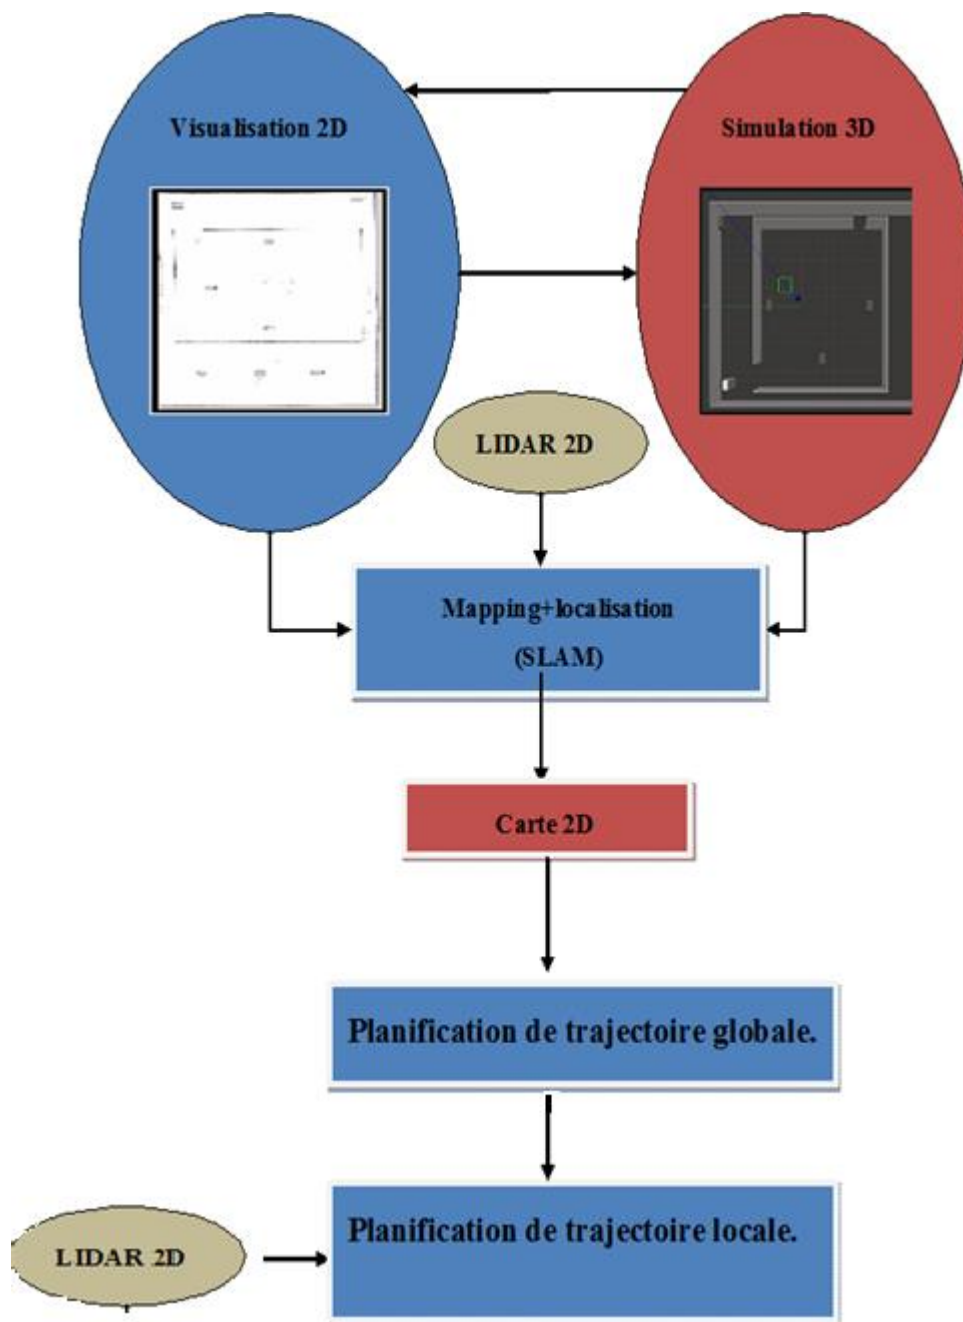 Visualisation 2D
Simulation 3D
LIDAR 2D
Mapping+localisation
(SLAM)
Carte 2D
Planification de trajectoire globale.
Planification de trajectoire locale.
LIDAR 2D